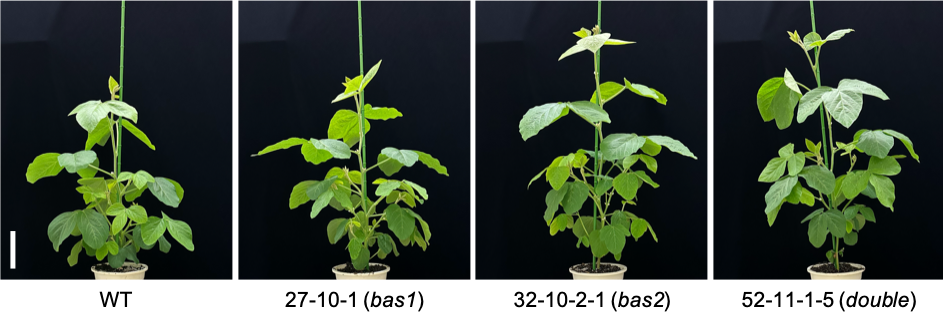 WT
27-10-1 (bas1)
32-10-2-1 (bas2)
52-11-1-5 (double)